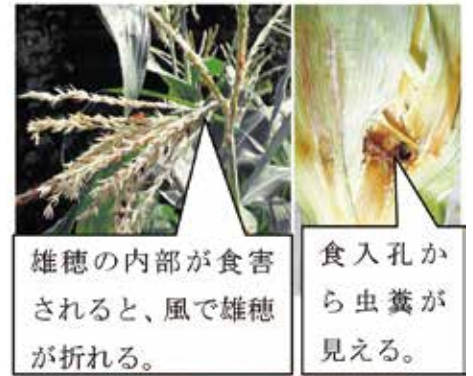 雄穂の内部が食害
されると、風で雄穂
が折れる。
食入孔か
ら虫糞が
見える。